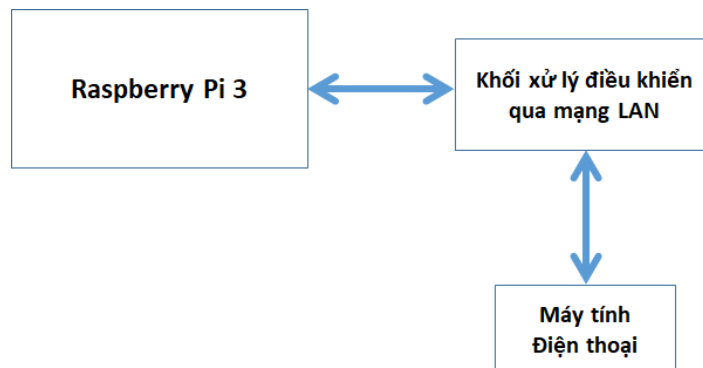 Raspberry Pi 3
Khối xử lý điều khiển
qua mạng LAN
Máy tính
Điện thoại